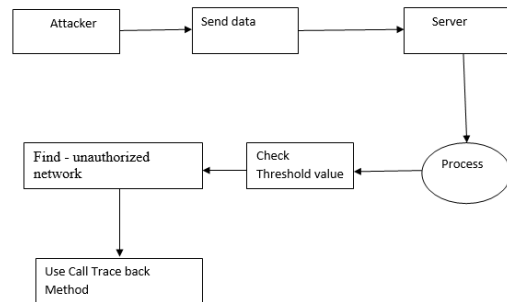 Attacker
Send data
Server
Process
Check
Threshold value
Find - unauthorized
network
Use Call Trace back
Method